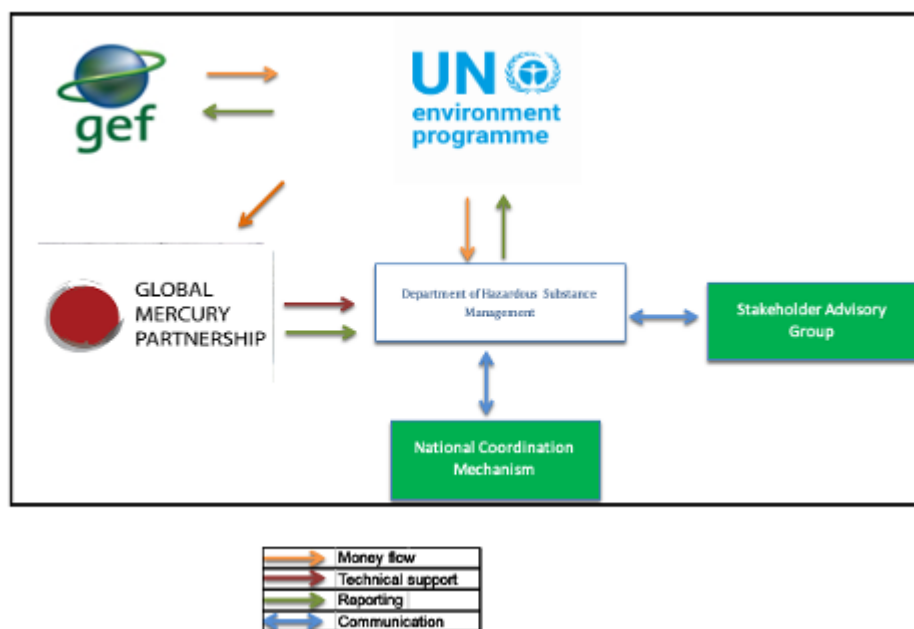 gef
UN
environment
programme
GLOBAL
MERCURY
PARTNERSHIP
Department of Hazardous Substance
Management
Stakeholder Advisory
Group
National Coordination
Mechanism
Money flow
Technical support
Reporting
Communication